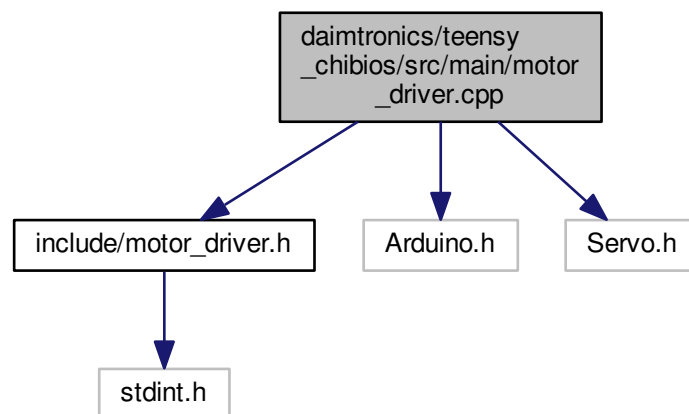 daimtronics/teensy
_chibios/src/main/motor
_driver.cpp
include/motor_driver.h
Arduino.h
Servo.h
stdint.h